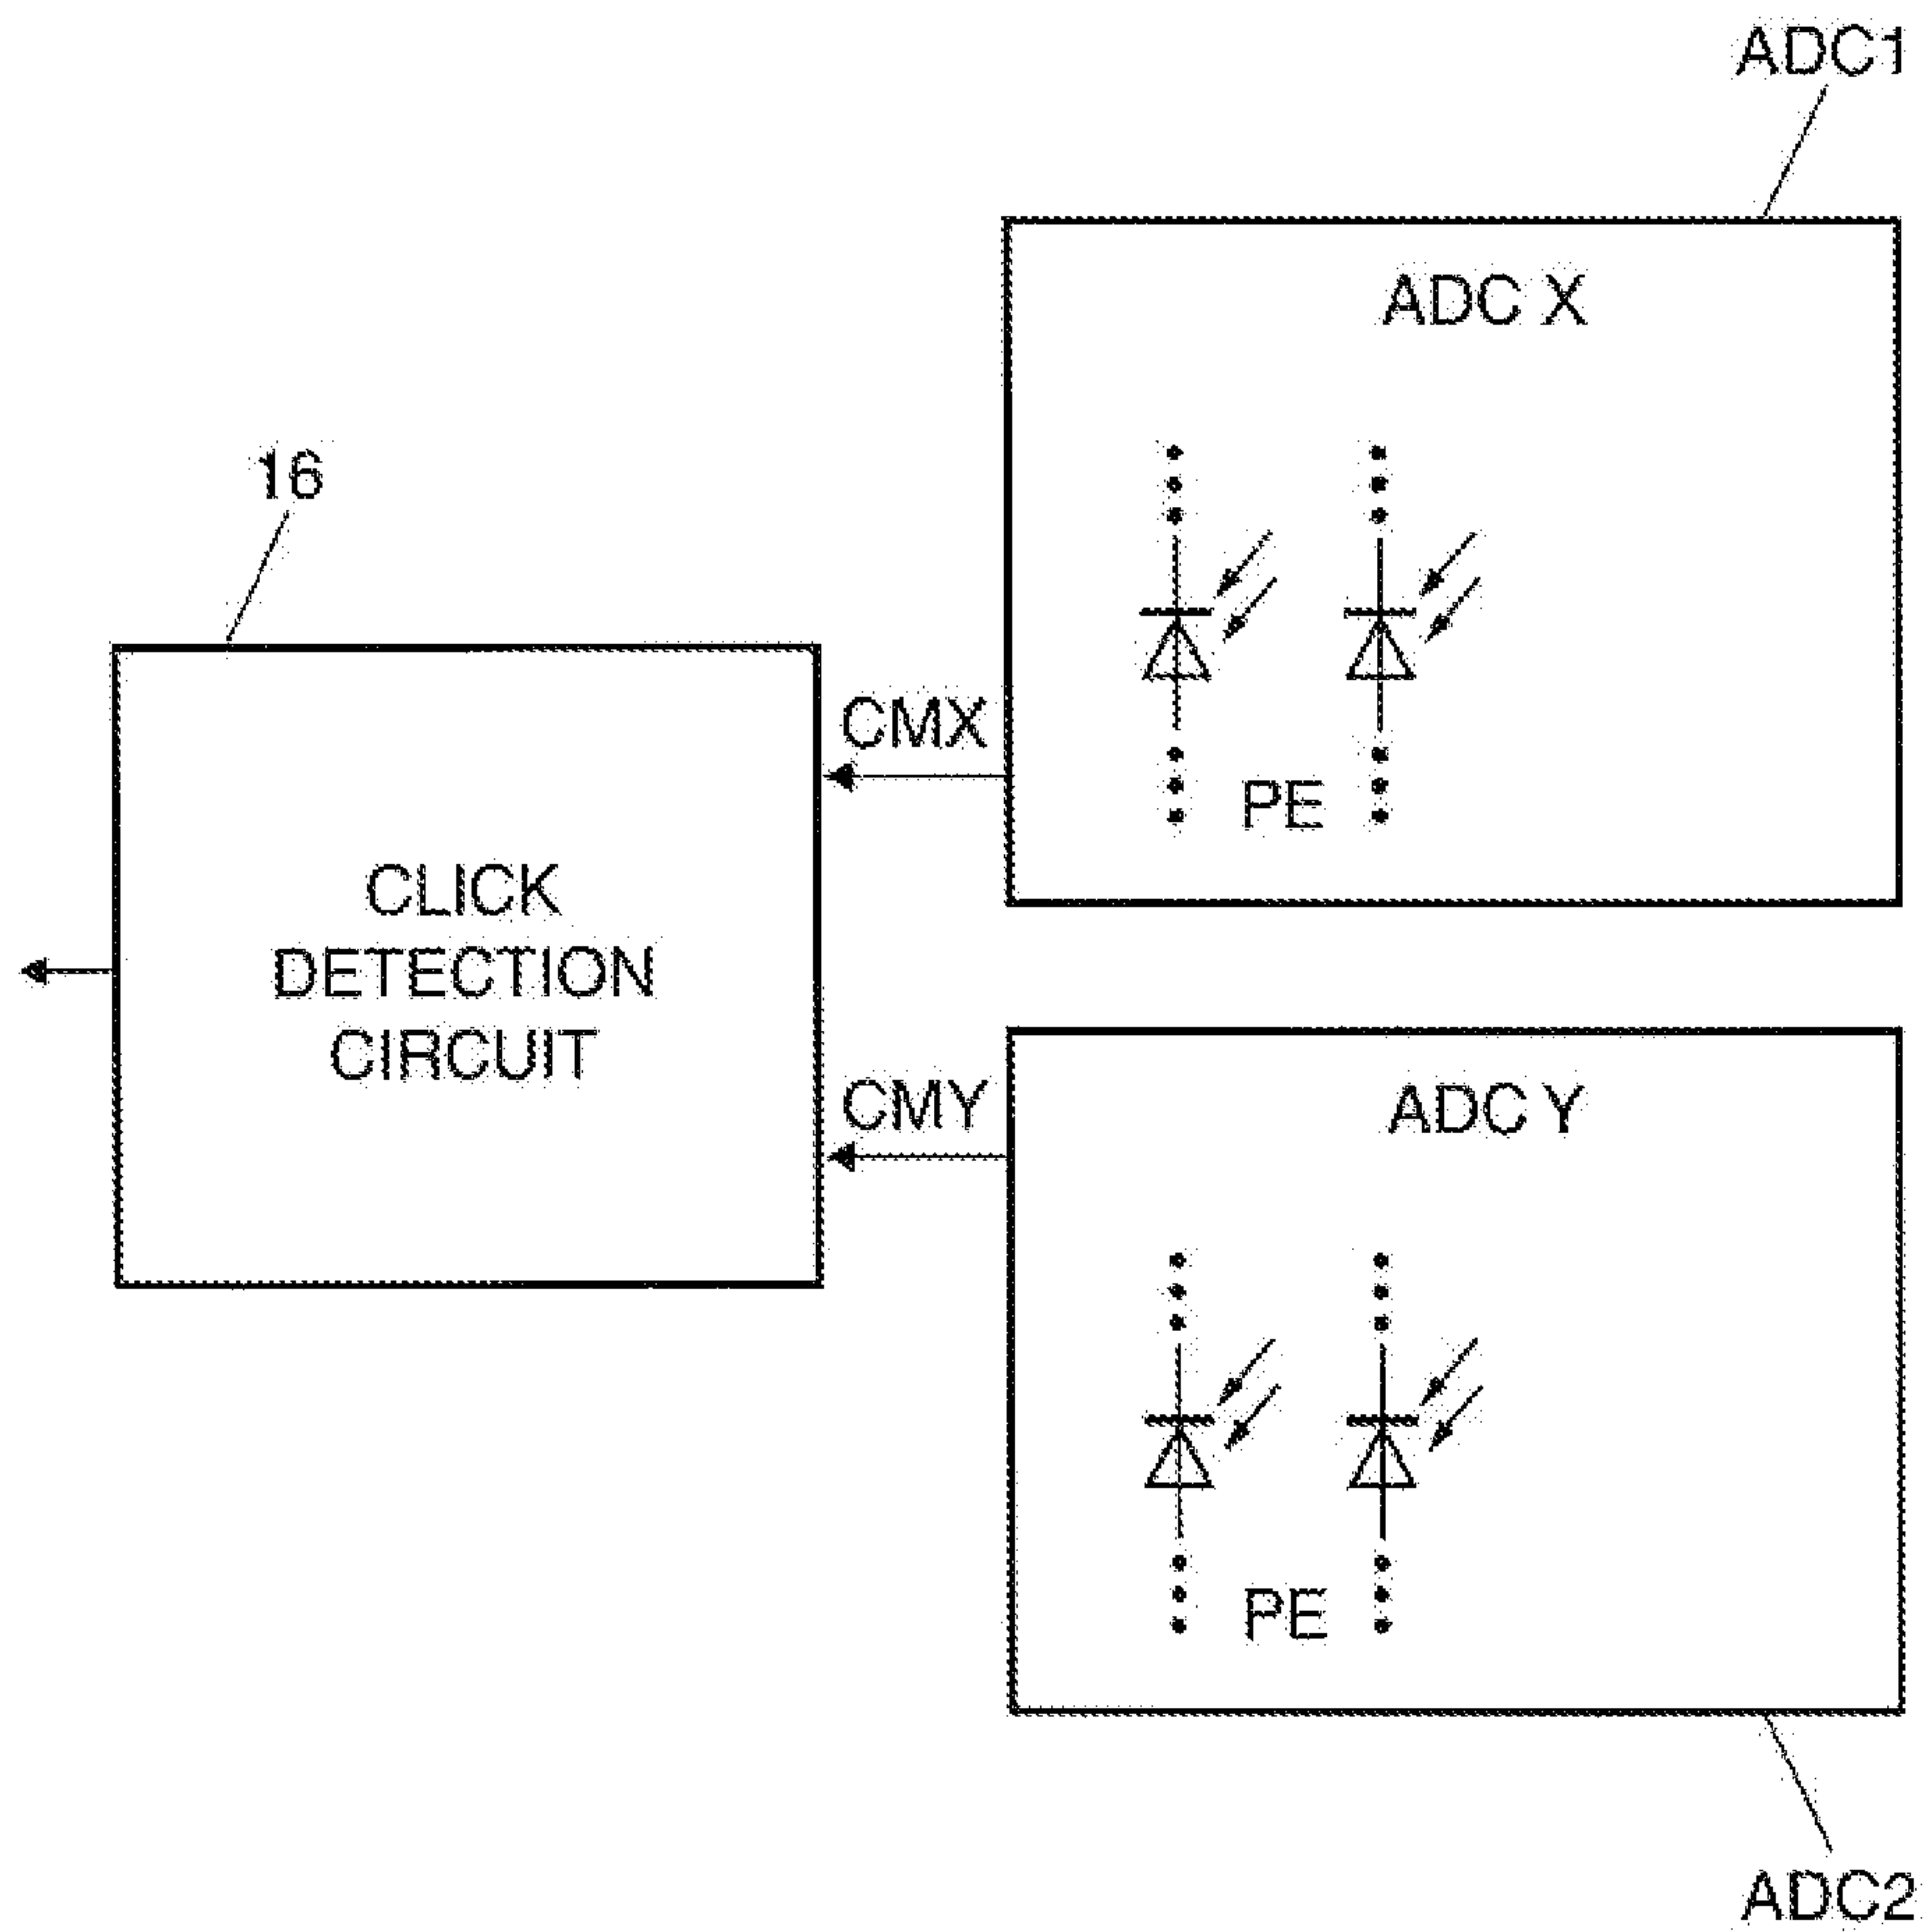 ADC1
ADC X
16
CMX
PE
CLICK
DETECTION
CIRCUIT
CMY
ADC Y
PE
ADC2